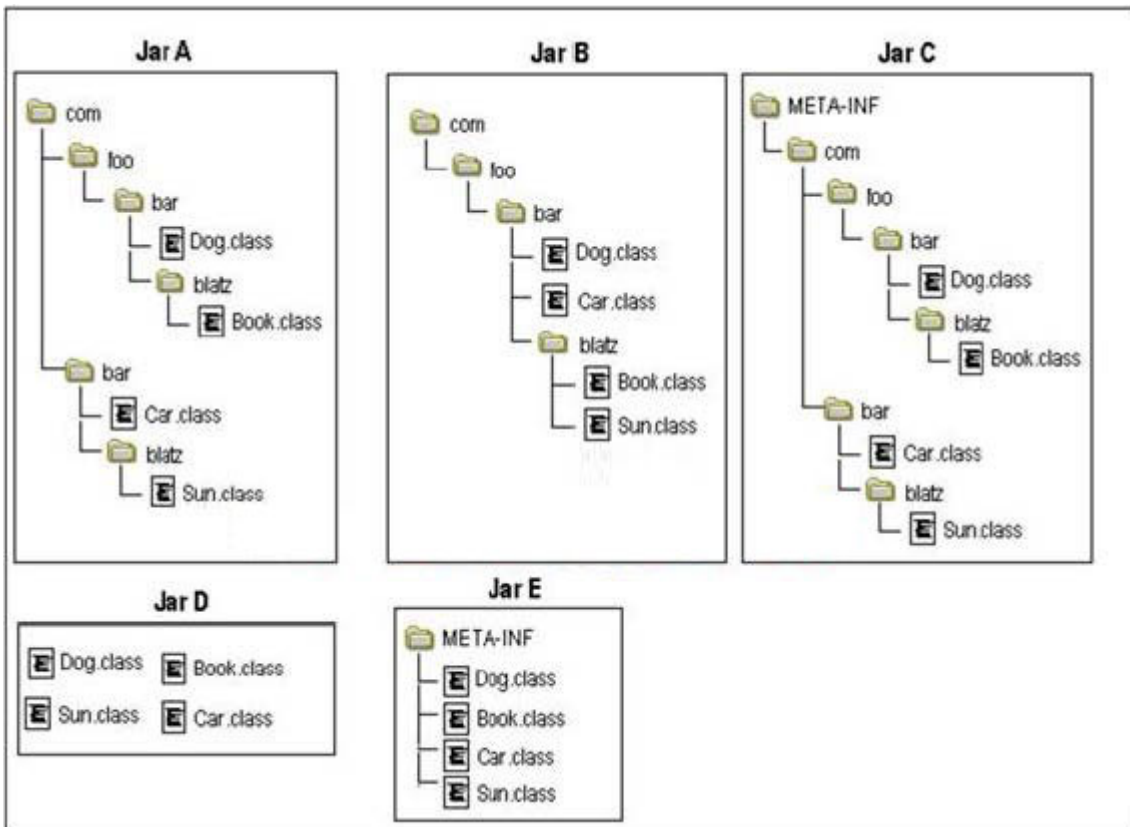 Jar A
com
foo
bar
Dog.class
blatz
Book.class
bar
Car.class
blatz
Sun.class
Jar B
com
foo
bar
Dog.class
Car.class
blatz
Book.class
Sun.class
Jar C
META-INF
com
foo
bar
Dog.class
blatz
Book.class
bar
Car.class
blatz
Sun.class
Jar D
Dog.class Book.class
Sun.class Car.class
Jar E
META-INF
Dog.class
Book.class
Car.class
Sun.class